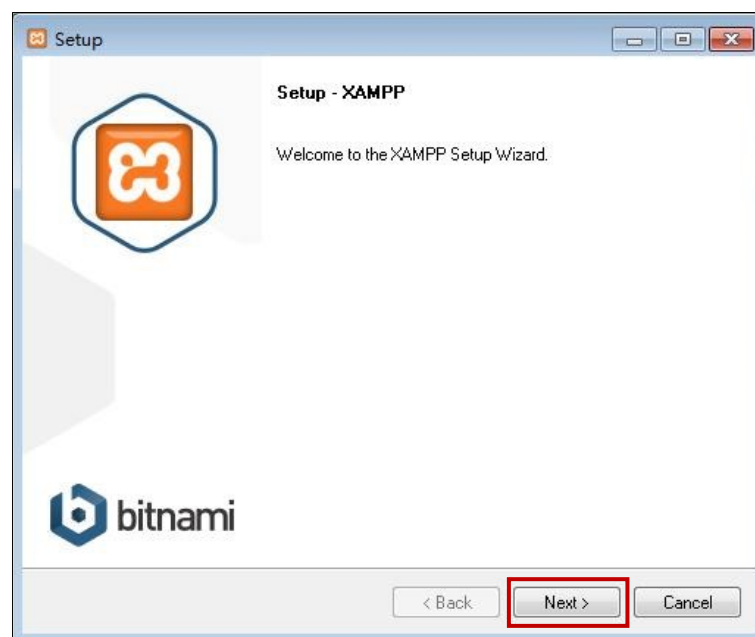 Setup
Setup - XAMPP
Welcome to the XAMPP Setup Wizard.
bitnami
< Back
Next >
Cancel